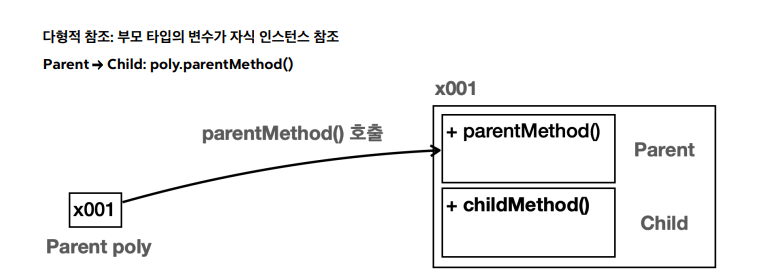 다형적 참조: 부모 타입의 변수가 자식 인스턴스 참조
Parent → Child: poly.parentMethod()
x001
parentMethod() 호출
+ parentMethod()
Parent
x001
+ childMethod()
Child
Parent poly